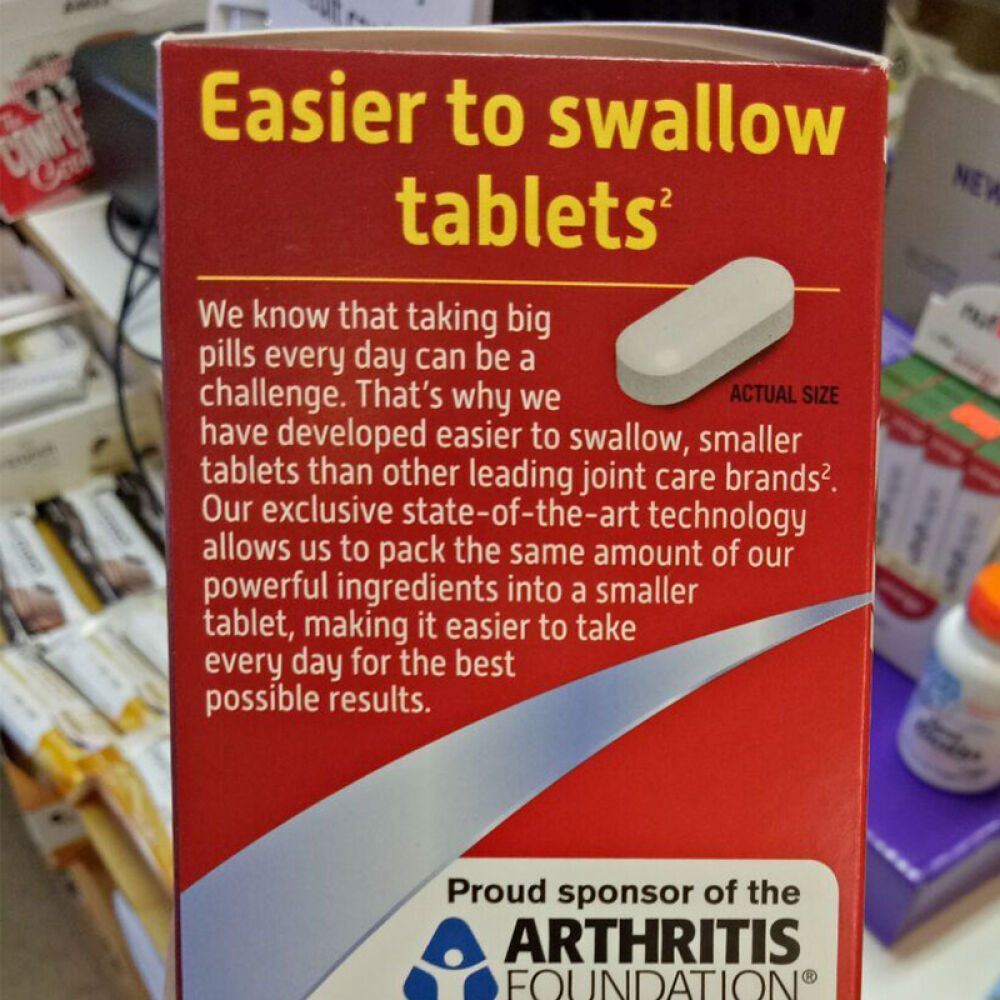 Easier to swallow
tablets²
We know that taking big
pills every day can be a
challenge. That's why we
ACTUAL SIZE
have developed easier to swallow, smaller
tablets than other leading joint care brands².
Our exclusive state-of-the-art technology
allows us to pack the same amount of our
powerful ingredients into a smaller
tablet, making it easier to take
every day for the best
possible results.
Proud sponsor of the
ARTHRITIS
FOUNDATION®
The
NEW